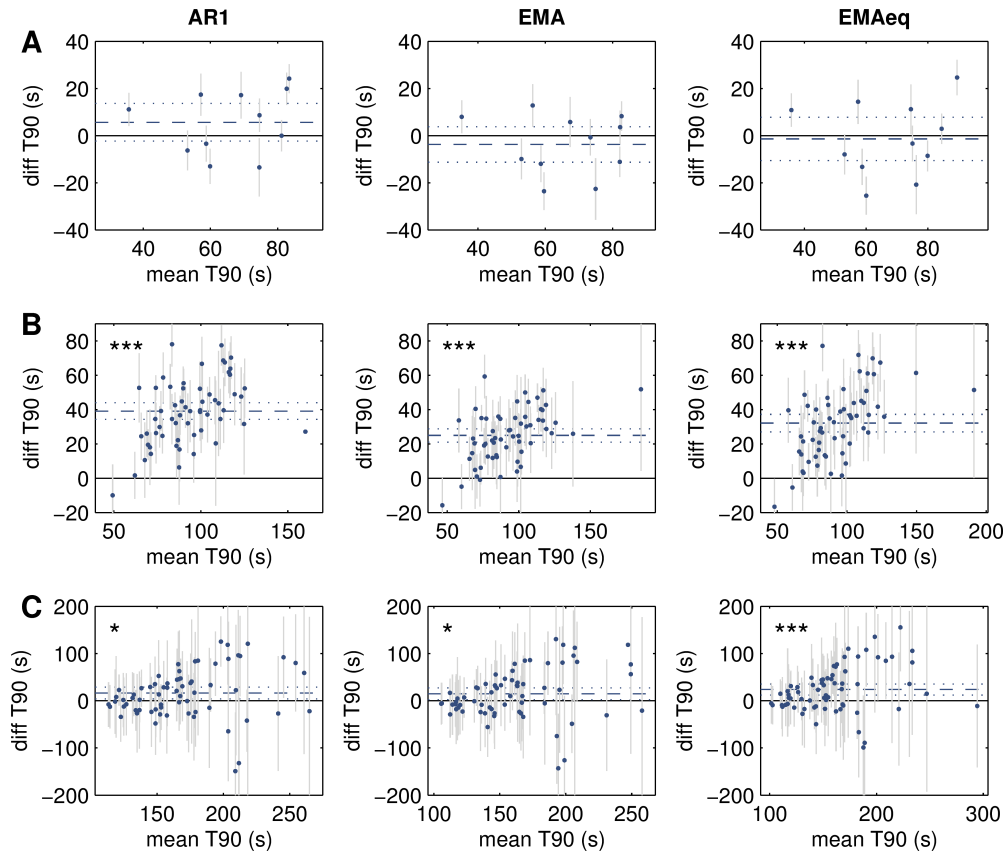 AR1 EMA EMAeq
A
40 40 40
20 20 20
0 0 0
−20 −20 −20
−40 −40 −40
diff T90 (s) diff T90 (s) diff T90 (s)
40 60 80 40 60 80 40 60 80
mean T90 (s) mean T90 (s) mean T90 (s)
B
*** *** ***
80 80 80
60 60 60
40 40 40
20 20 20
0 0 0
−20 −20 −20
diff T90 (s) diff T90 (s) diff T90 (s)
50 100 150 50 100 150 50 100 150 200
mean T90 (s) mean T90 (s) mean T90 (s)
C
* * ***
200 200 200
100 100 100
0 0 0
−100 −100 −100
−200 −200 −200
diff T90 (s) diff T90 (s) diff T90 (s)
150 200 250 100 150 200 250 100 200 300
mean T90 (s) mean T90 (s) mean T90 (s)